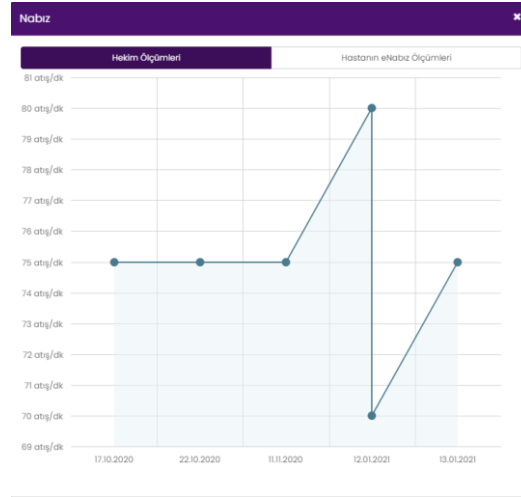 Nabız ×
Hekim Ölçümleri Hastanın eNabız Ölçümleri
81 atış/dk
80 atış/dk
79 atış/dk
78 atış/dk
77 atış/dk
76 atış/dk
75 atış/dk
74 atış/dk
73 atış/dk
72 atış/dk
71 atış/dk
70 atış/dk
69 atış/dk
17.10.2020 22.10.2020 11.11.2020 12.01.2021 13.01.2021